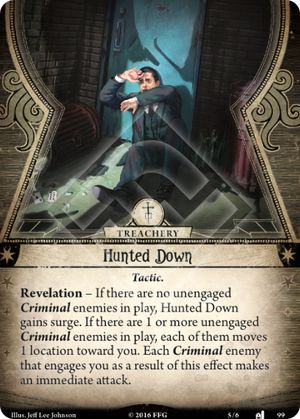 TREACHERY
Hunted Down
Tactic.
Revelation – If there are no unengaged
Criminal enemies in play, Hunted Down
gains surge. If there are 1 or more unengaged
Criminal enemies in play, each of them moves
1 location toward you. Each Criminal enemy
that engages you as a result of this effect makes
an immediate attack.
Illus. Jeff Lee Johnson
© 2016 FFG
5/6
99